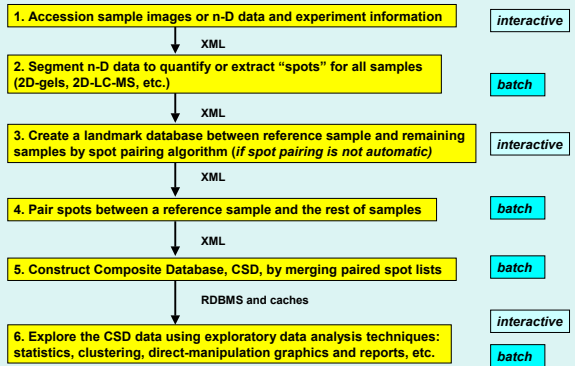 1. Accession sample images or n-D data and experiment information
interactive
XML
2. Segment n-D data to quantify or extract “spots” for all samples
(2D-gels, 2D-LC-MS, etc.)
batch
XML
3. Create a landmark database between reference sample and remaining
samples by spot pairing algorithm (if spot pairing is not automatic)
interactive
XML
4. Pair spots between a reference sample and the rest of samples
batch
XML
5. Construct Composite Database, CSD, by merging paired spot lists
batch
RDBMS and caches
interactive
6. Explore the CSD data using exploratory data analysis techniques:
statistics, clustering, direct-manipulation graphics and reports, etc.
batch